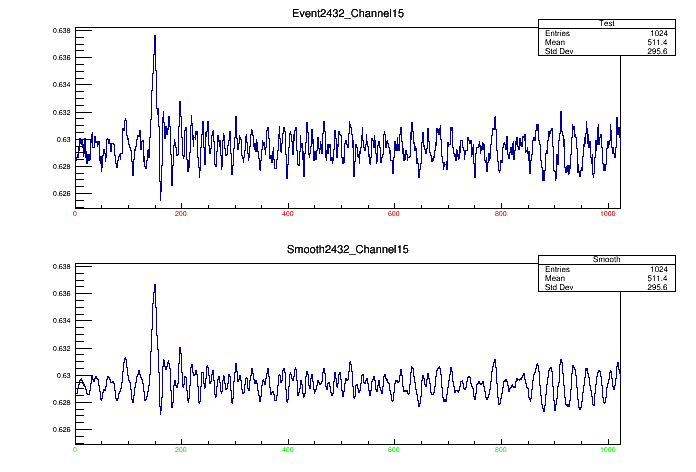 Event2432_Channel15
Test
Entries 1024
Mean 511.4
Std Dev 295.6
0.638
0.636
0.634
0.632
0.63
0.628
0.626
0 200 400 600 800 1000
Smooth2432_Channel15
Smooth
Entries 1024
Mean 511.4
Std Dev 295.6
0.638
0.636
0.634
0.632
0.63
0.628
0.626
0 200 400 600 800 1000